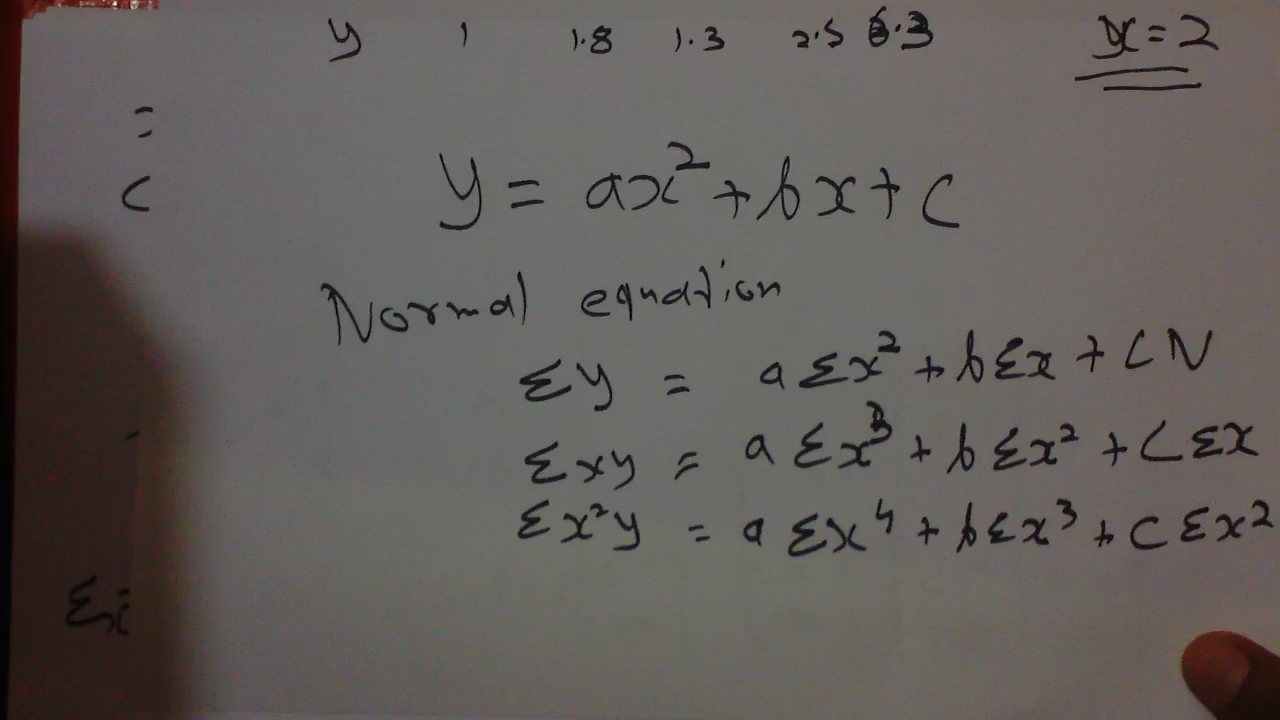 y 1 1.8 1.3 2.5 6.3 x=2
=
c
y = ax²+bx+c
Normal equation
Σy = aΣx²+bΣx+CN
Σxy = aΣx³+bΣx²+CΣx
Σx²y = aΣx⁴+bΣx³+CΣx²